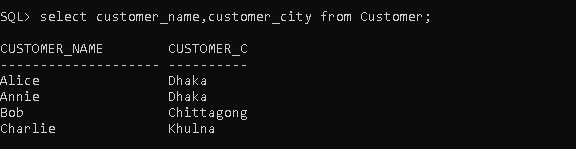 SQL> select customer_name,customer_city from Customer;
CUSTOMER_NAME        CUSTOMER_C
-------------------- ----------
Alice                Dhaka
Annie                Dhaka
Bob                  Chittagong
Charlie              Khulna